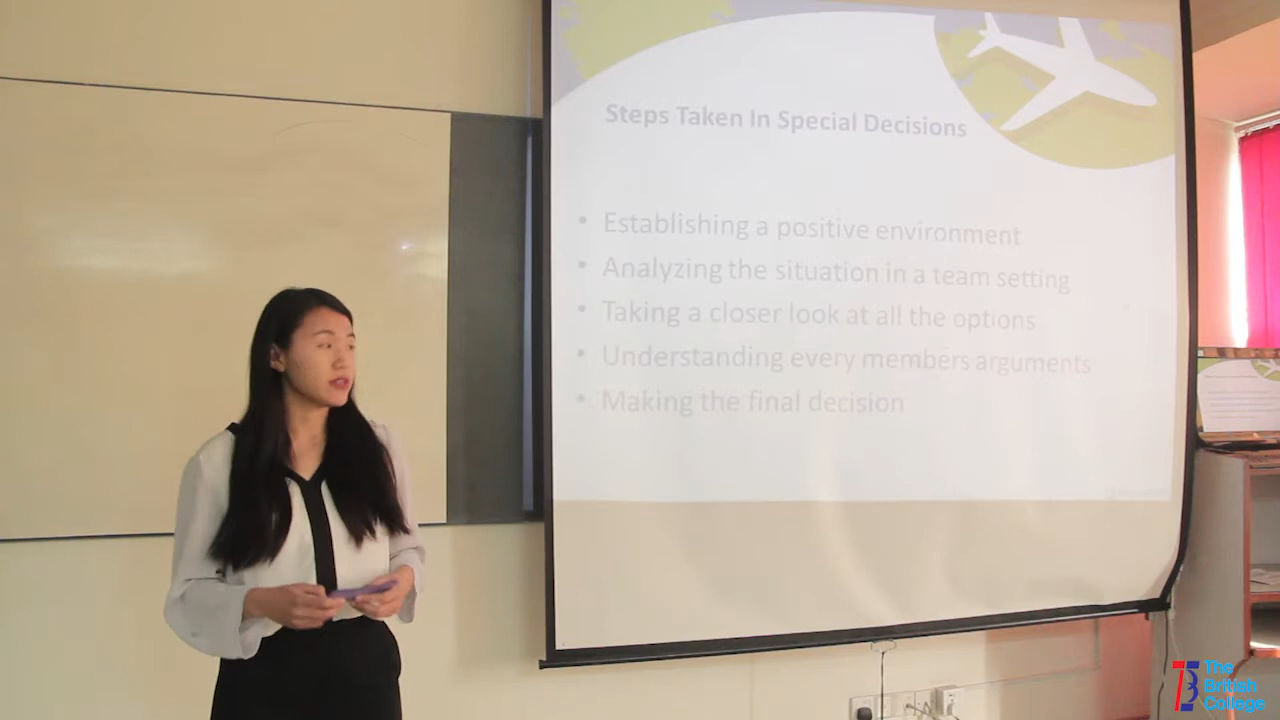 Steps Taken In Special Decisions
• Establishing a positive environment
• Analyzing the situation in a team setting
• Taking a closer look at all the options
• Understanding every members arguments
• Making the final decision
The
British
College